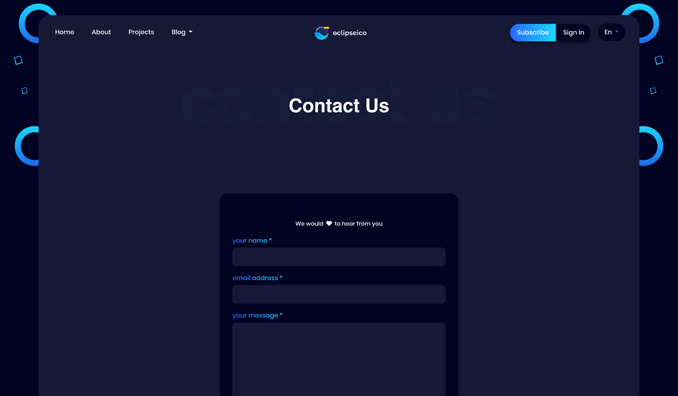 Home About Projects Blog eclipseico Subscribe Sign In En
contact us
Contact Us
We would ❤ to hear from you
your name *
email address *
your message *